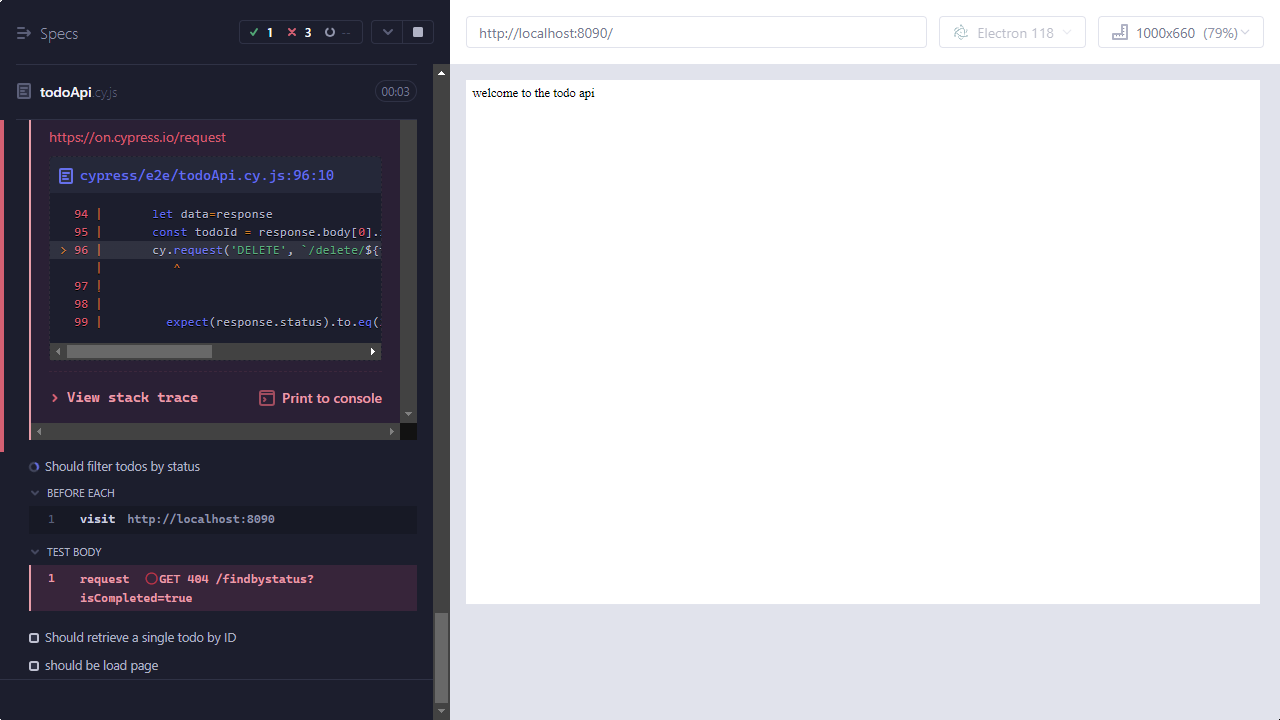 Specs
1
3
--
http://localhost:8090/
Electron 118
1000x660 (79%)
todoApi.cy.js
00:03
welcome to the todo api
https://on.cypress.io/request
cypress/e2e/todoApi.cy.js:96:10
94 | let data=response
95 | const todoId = response.body[0].
> 96 | cy.request('DELETE', `/delete/${
| ^
97 |
98 |
99 | expect(response.status).to.eq(
> View stack trace
Print to console
Should filter todos by status
BEFORE EACH
1 visit http://localhost:8090
TEST BODY
1 request GET 404 /findbystatus?
isCompleted=true
Should retrieve a single todo by ID
should be load page